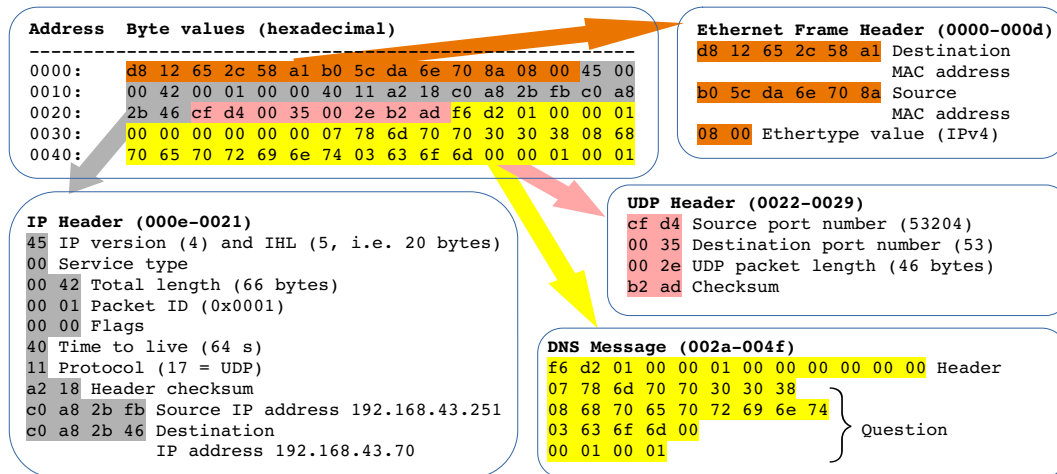 Address Byte values (hexadecimal)
------------------------------------------------------
0000: d8 12 65 2c 58 a1 b0 5c da 6e 70 8a 08 00 45 00
0010: 00 42 00 01 00 00 40 11 a2 18 c0 a8 2b fb c0 a8
0020: 2b 46 cf d4 00 35 00 2e b2 ad f6 d2 01 00 00 01
0030: 00 00 00 00 00 00 07 78 6d 70 70 30 30 38 08 68
0040: 70 65 70 72 69 6e 74 03 63 6f 6d 00 00 01 00 01
Ethernet Frame Header (0000-000d)
d8 12 65 2c 58 a1 Destination
MAC address
b0 5c da 6e 70 8a Source
MAC address
08 00 Ethertype value (IPv4)
IP Header (000e-0021)
45 IP version (4) and IHL (5, i.e. 20 bytes)
00 Service type
00 42 Total length (66 bytes)
00 01 Packet ID (0x0001)
00 00 Flags
40 Time to live (64 s)
11 Protocol (17 = UDP)
a2 18 Header checksum
c0 a8 2b fb Source IP address 192.168.43.251
c0 a8 2b 46 Destination
IP address 192.168.43.70
UDP Header (0022-0029)
cf d4 Source port number (53204)
00 35 Destination port number (53)
00 2e UDP packet length (46 bytes)
b2 ad Checksum
DNS Message (002a-004f)
f6 d2 01 00 00 01 00 00 00 00 00 00 Header
07 78 6d 70 70 30 30 38
08 68 70 65 70 72 69 6e 74
03 63 6f 6d 00
Question
00 01 00 01